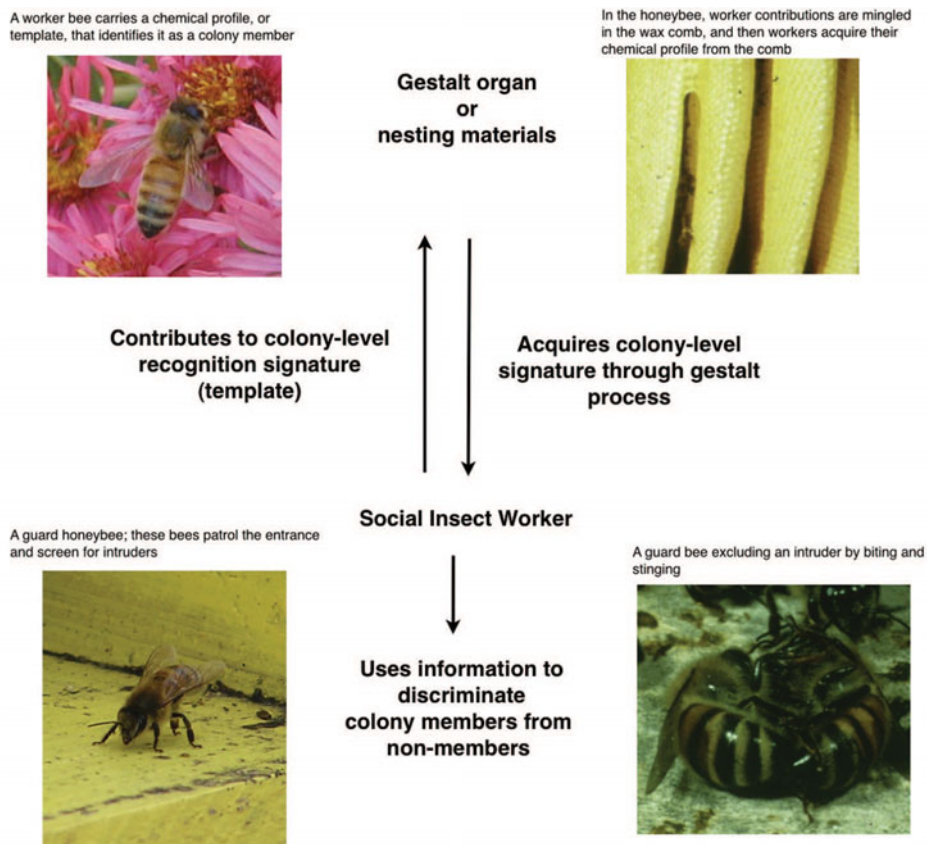 A worker bee carries a chemical profile, or
template, that identifies it as a colony member
In the honeybee, worker contributions are mingled
in the wax comb, and then workers acquire their
chemical profile from the comb
Gestalt organ
or
nesting materials
Contributes to colony-level
recognition signature
(template)
Acquires colony-level
signature through gestalt
process
Social Insect Worker
A guard honeybee; these bees patrol the entrance
and screen for intruders
A guard bee excluding an intruder by biting and
stinging
Uses information to
discriminate
colony members from
non-members